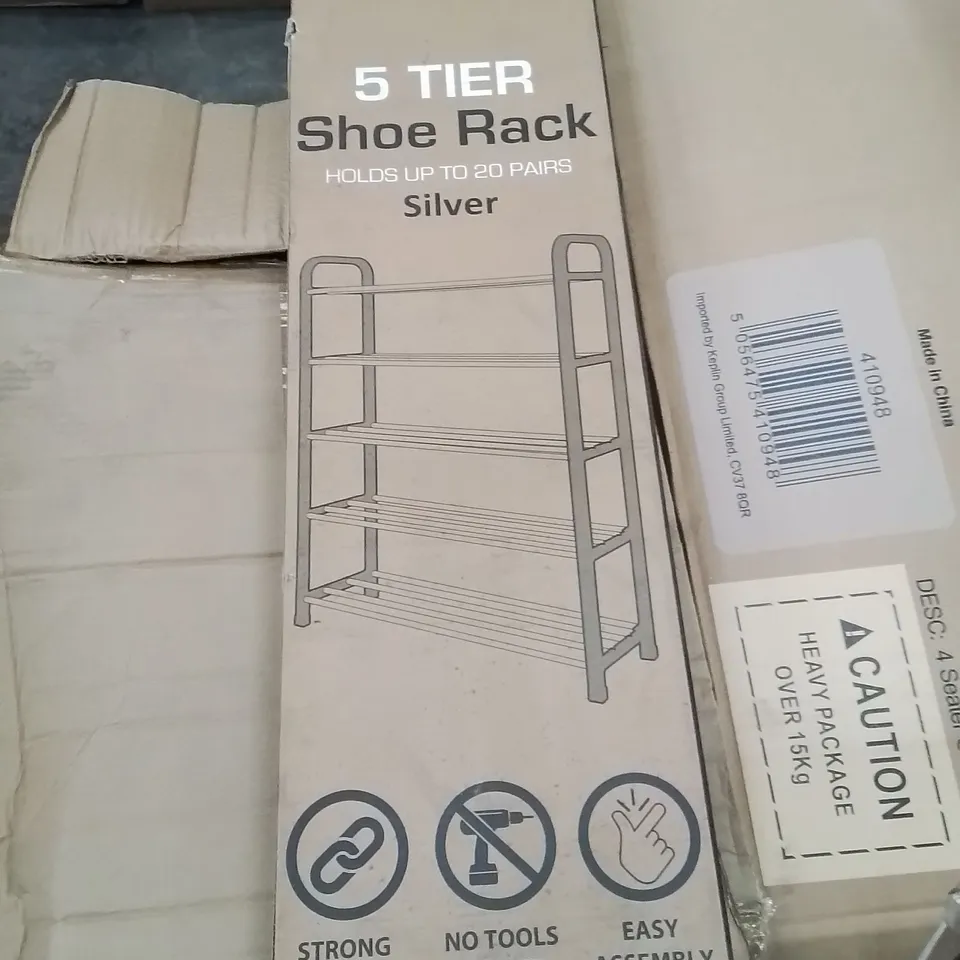 5 TIER
Shoe Rack
HOLDS UP TO 20 PAIRS
Silver
STRONG
NO TOOLS
EASY
ASSEMBLY
Made In China
410948
5 056475 410948
Imported by Keplin Group Limited, CV37 8QR
DESC: 4 Seater
CAUTION
HEAVY PACKAGE
OVER 15Kg